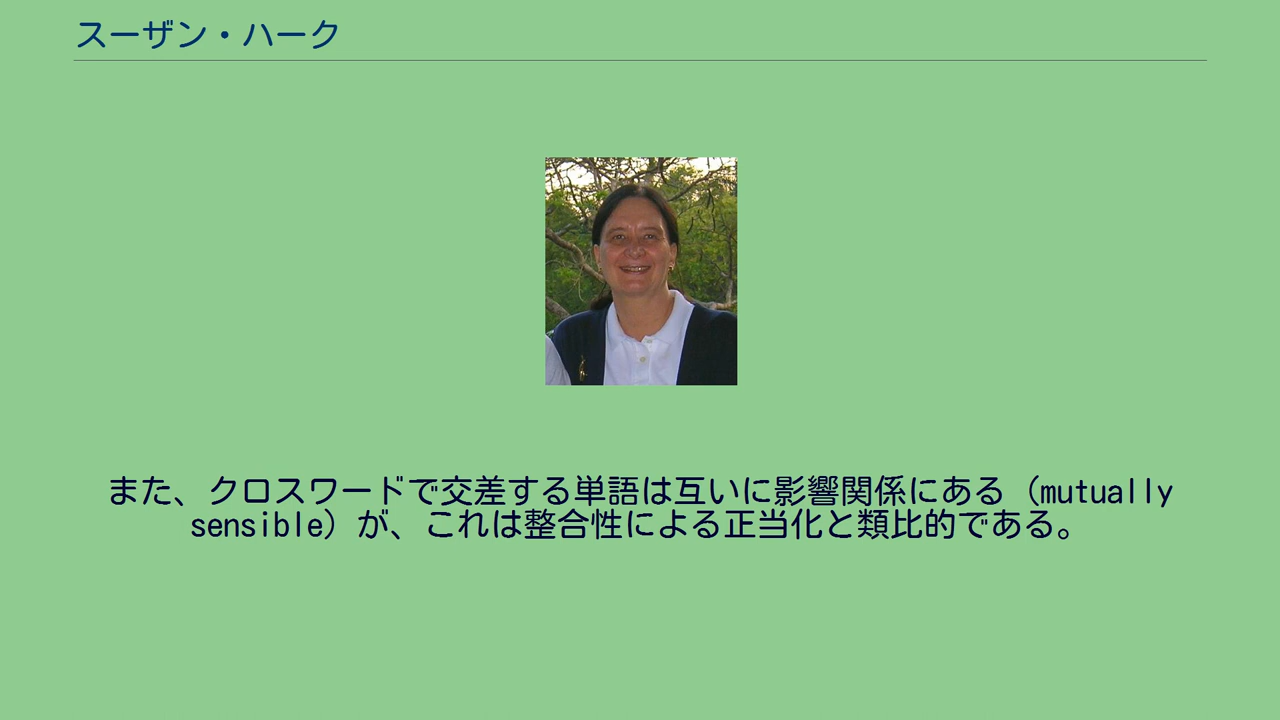 スーザン・ハーク
また、クロスワードで交差する単語は互いに影響関係にある（mutually
sensible）が、これは整合性による正当化と類比的である。